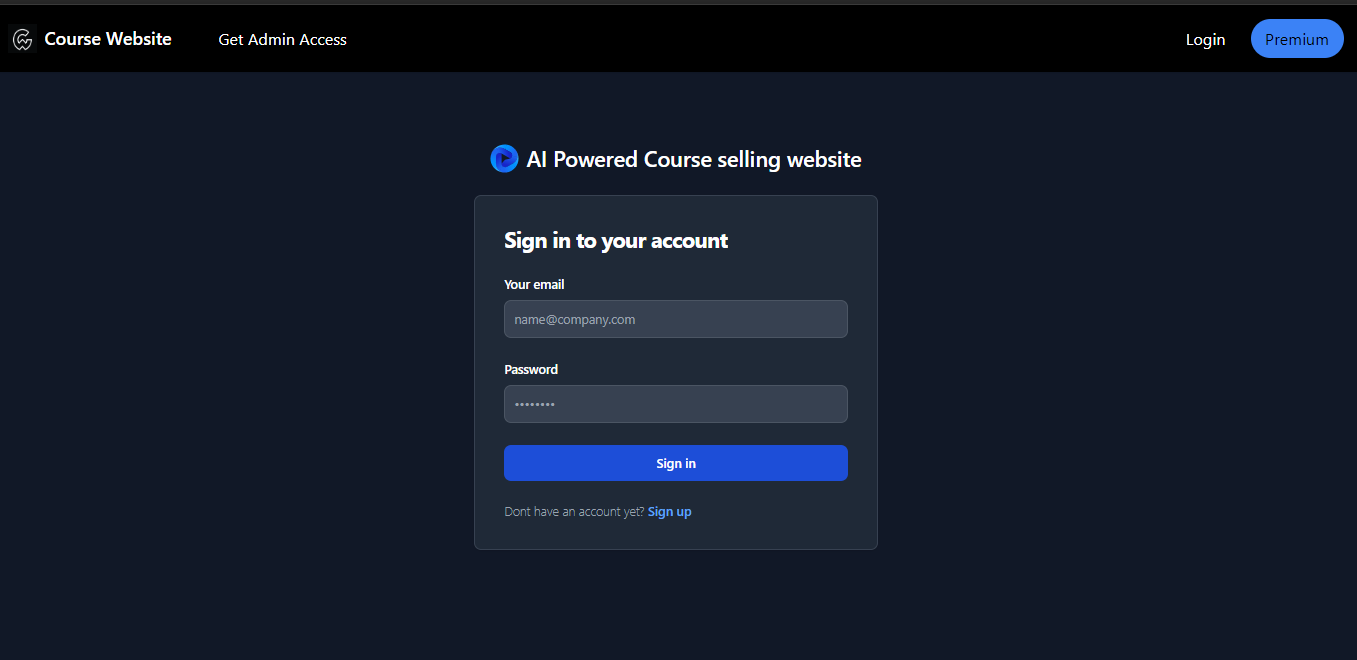 Course Website
Get Admin Access
Login
Premium
AI Powered Course selling website
Sign in to your account
Your email
name@company.com
Password
••••••••
Sign in
Dont have an account yet? Sign up